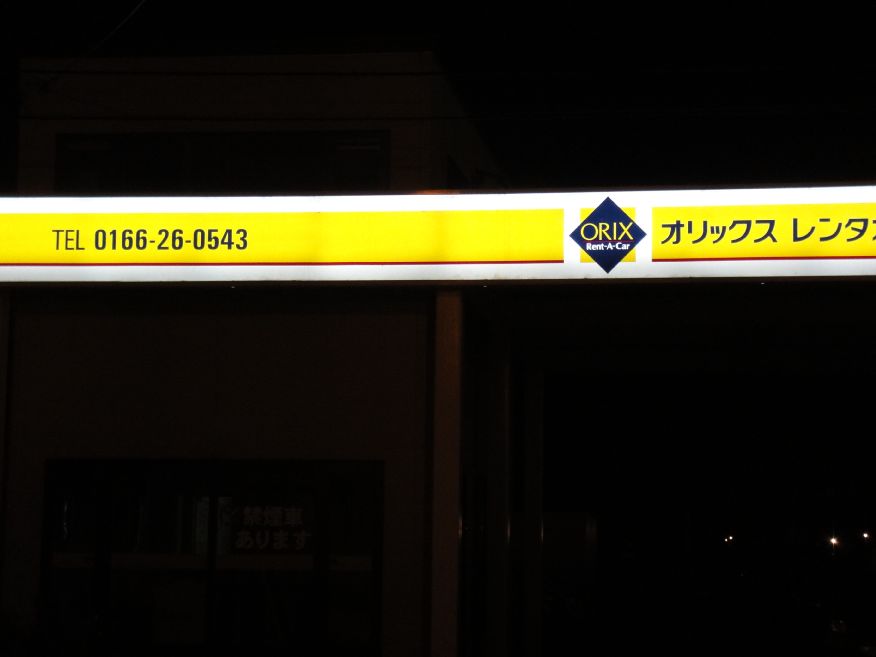 TEL 0166-26-0543
ORIX
Rent-A-Car
オリックス レンタ
禁煙車
あります